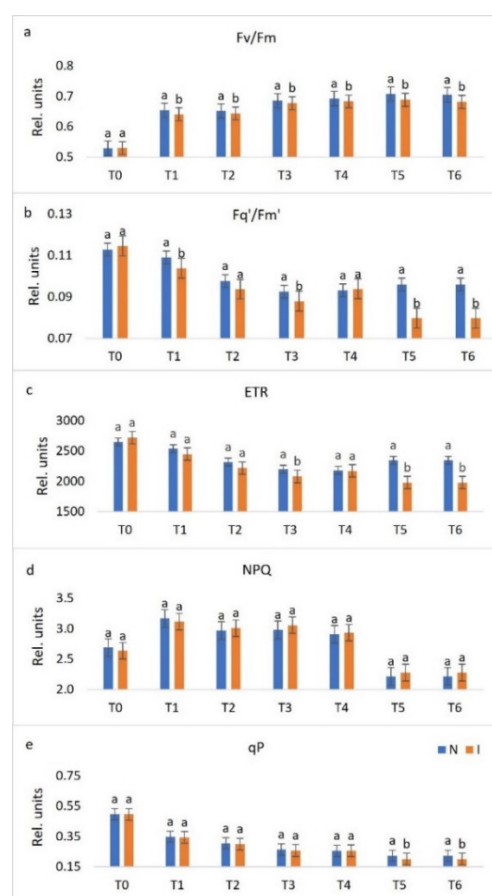 a Fv/Fm
Rel. units
0.8
0.7
0.6
0.5
a a a b a b a b a b a b a b
T0 T1 T2 T3 T4 T5 T6
b Fq'/Fm'
Rel. units
0.13
0.11
0.09
0.07
a a a b a a a b a a a b a b
T0 T1 T2 T3 T4 T5 T6
c ETR
Rel. units
3000
2500
2000
1500
a a a a a a a b a a a b a b
T0 T1 T2 T3 T4 T5 T6
d NPQ
Rel. units
3.5
3.0
2.5
2.0
a a a a a a a a a a a a a a
T0 T1 T2 T3 T4 T5 T6
e qP
N I
Rel. units
0.75
0.55
0.35
0.15
a a a a a a a a a a a b a b
T0 T1 T2 T3 T4 T5 T6